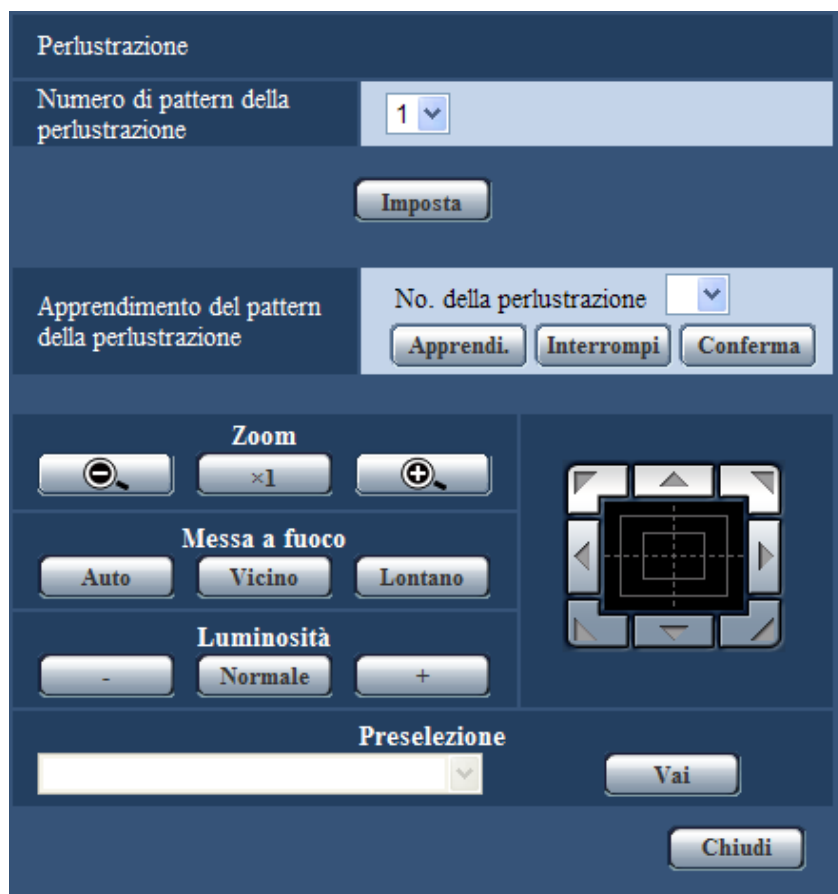 Perlustrazione
Numero di pattern della
perlustrazione
1
Imposta
Apprendimento del pattern
della perlustrazione
No. della perlustrazione
Apprendi. Interrompi Conferma
Zoom
×1
Messa a fuoco
Auto Vicino Lontano
Luminosità
- Normale +
Preselezione
Vai
Chiudi